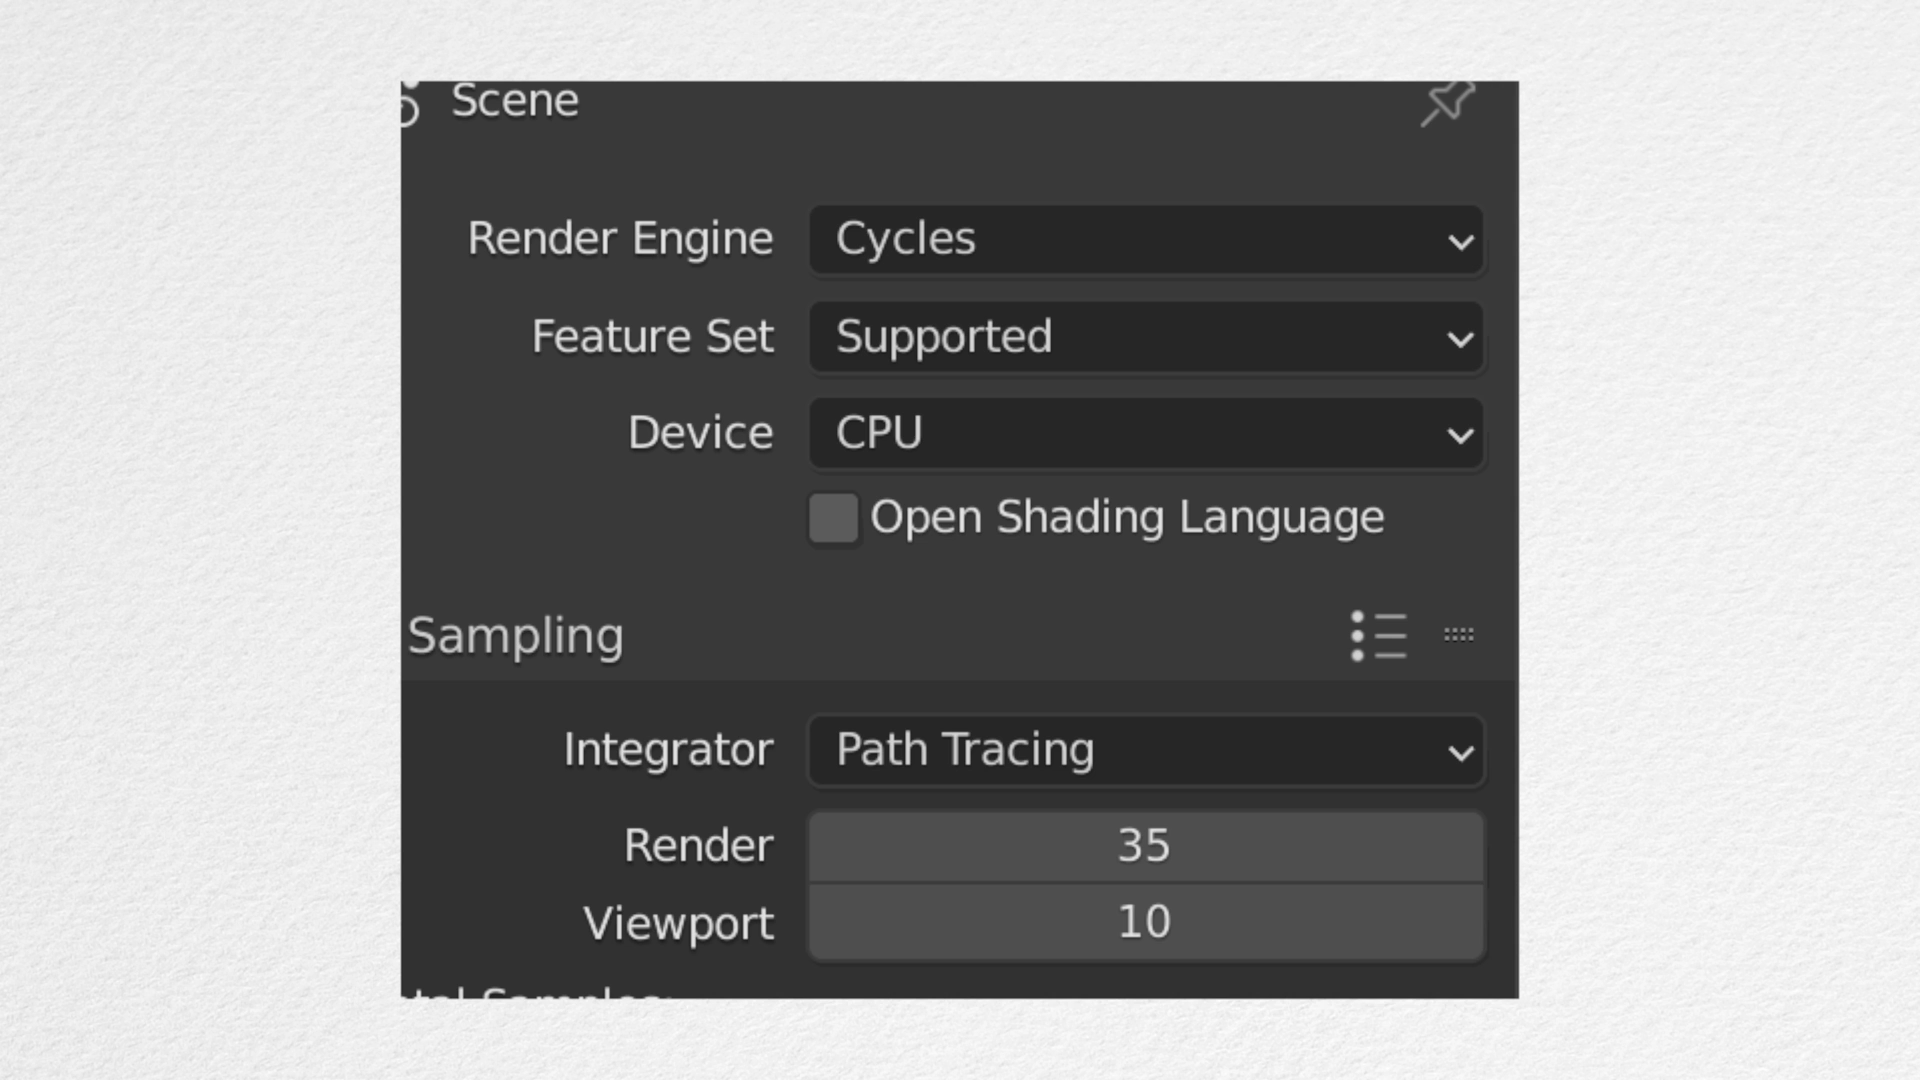 Scene
Render Engine Cycles
Feature Set Supported
Device CPU
Open Shading Language
Sampling
Integrator Path Tracing
Render 35
Viewport 10